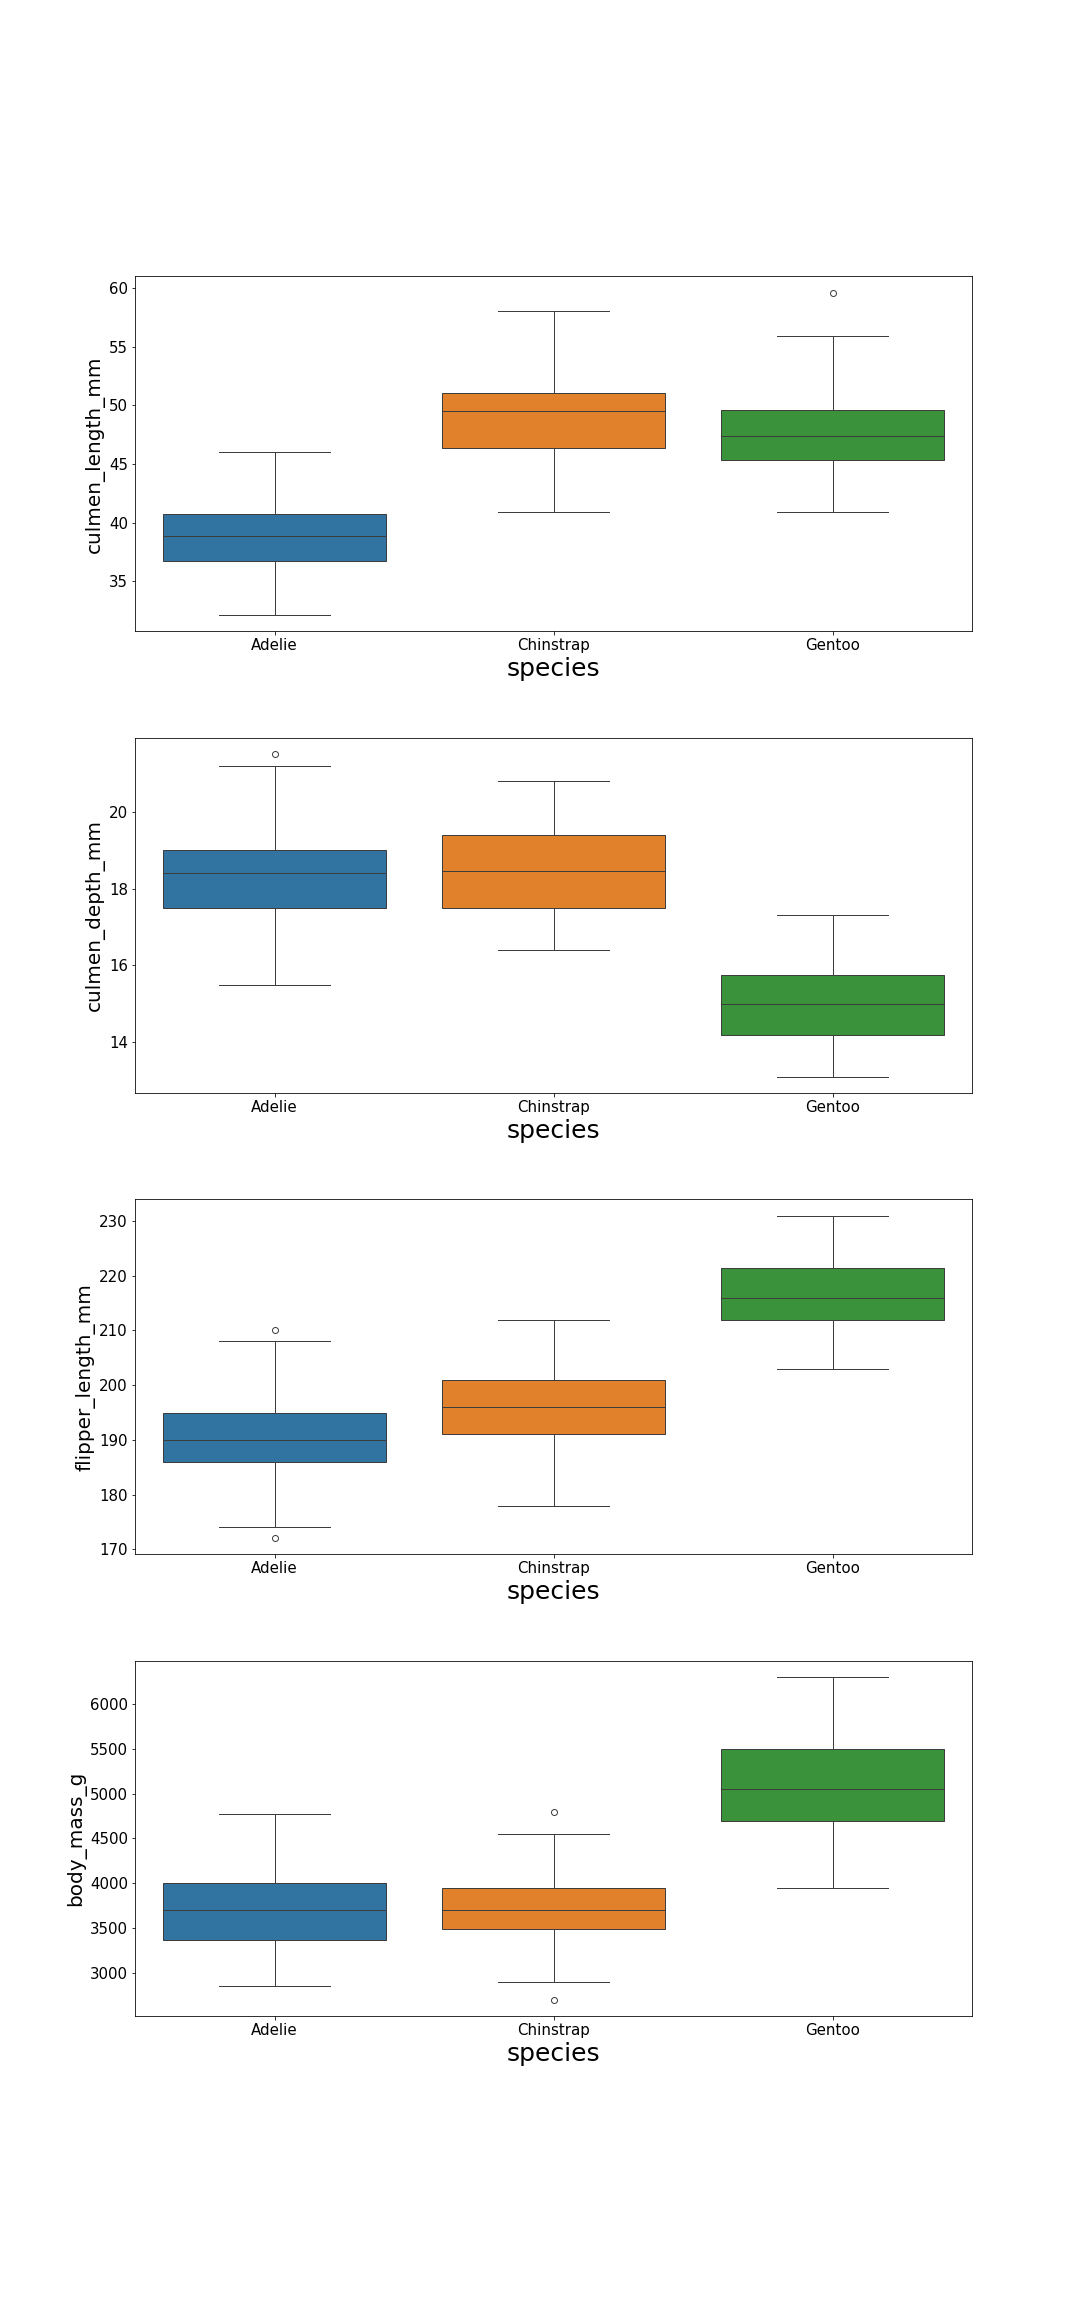 culmen_length_mm
60
55
50
45
40
35
Adelie Chinstrap Gentoo
species
culmen_depth_mm
20
18
16
14
Adelie Chinstrap Gentoo
species
flipper_length_mm
230
220
210
200
190
180
170
Adelie Chinstrap Gentoo
species
body_mass_g
6000
5500
5000
4500
4000
3500
3000
Adelie Chinstrap Gentoo
species